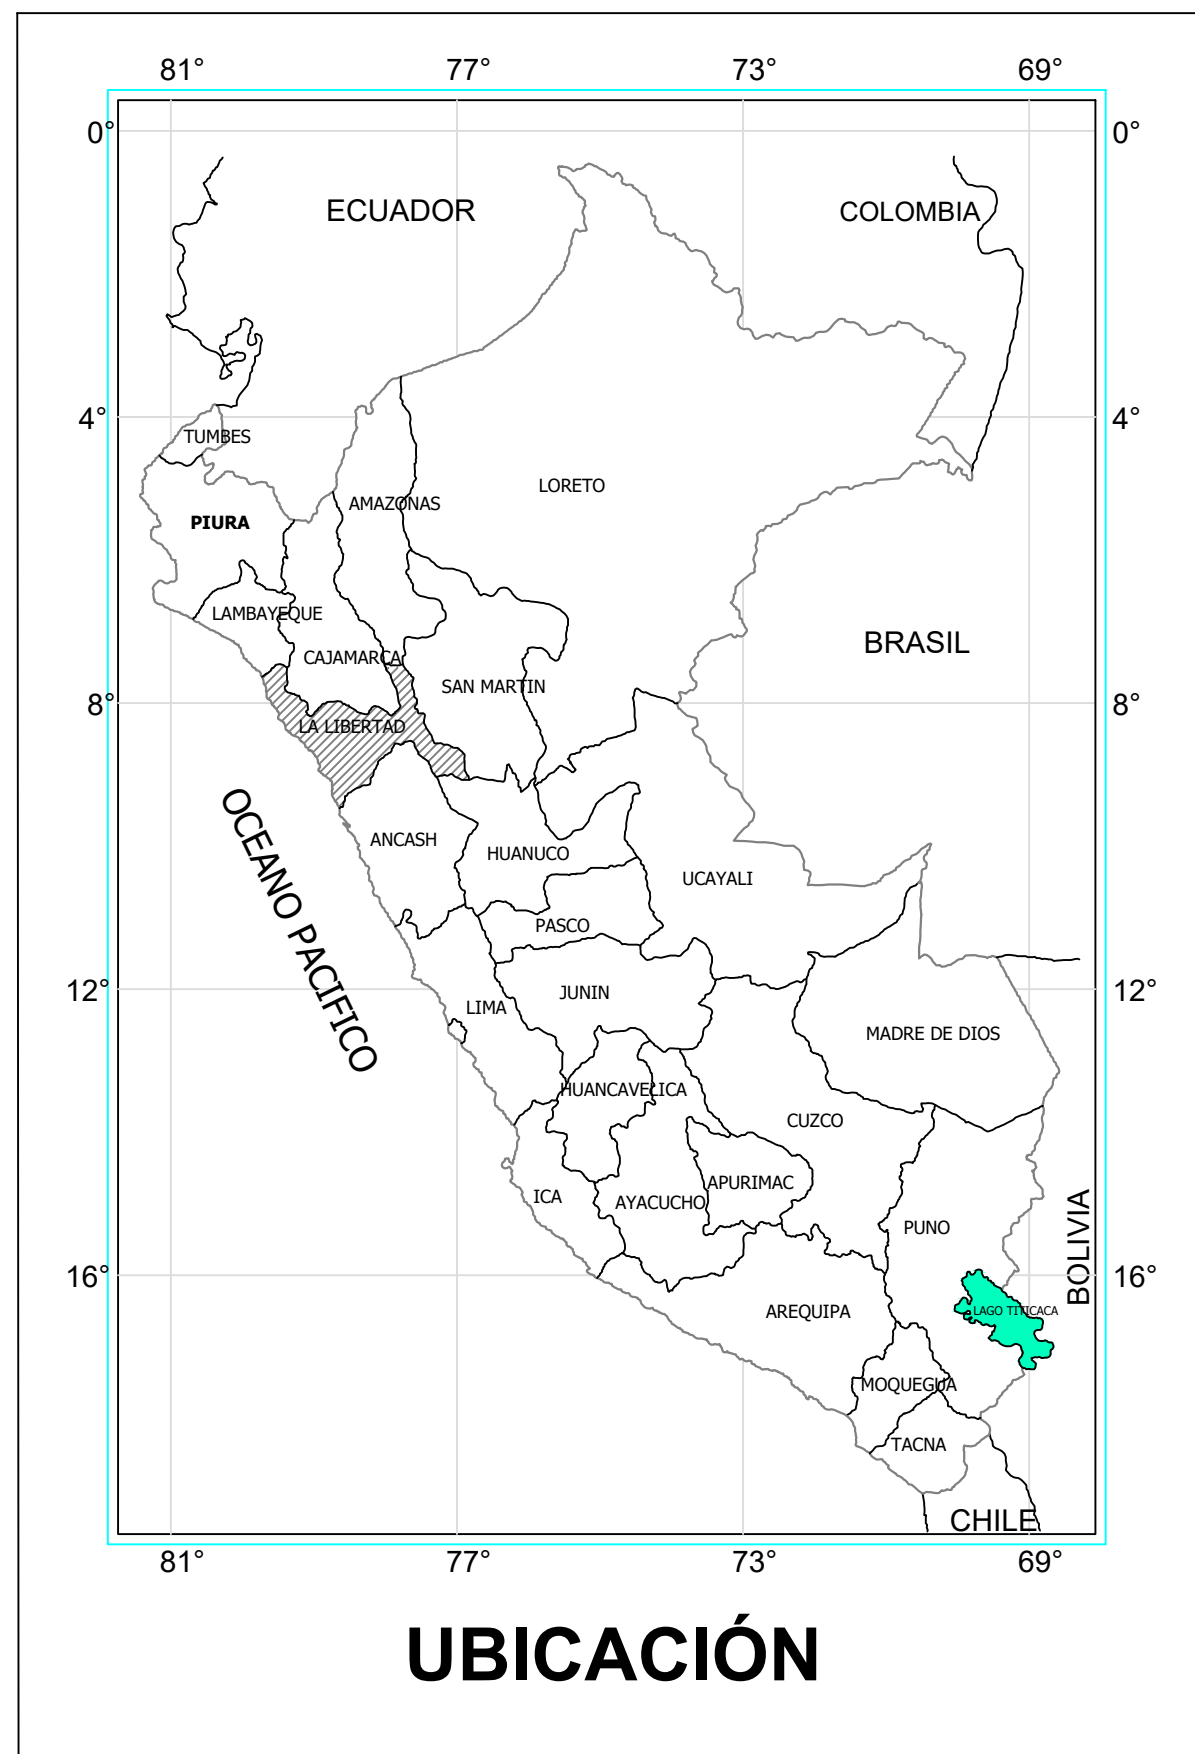 81° 77° 73° 69°
0° 0°
ECUADOR COLOMBIA
4° 4°
TUMBES
LORETO
AMAZONAS
PIURA
LAMBAYEQUE
BRASIL
CAJAMARCA
SAN MARTIN
8° 8°
LA LIBERTAD
OCEANO PACIFICO
ANCASH
HUANUCO
UCAYALI
PASCO
12° 12°
JUNIN
LIMA
MADRE DE DIOS
HUANCAVELICA
CUZCO
APURIMAC
ICA
AYACUCHO
PUNO
BOLIVIA
16° 16°
LAGO TITICACA
AREQUIPA
MOQUEGUA
TACNA
CHILE
81° 77° 73° 69°
UBICACIÓN